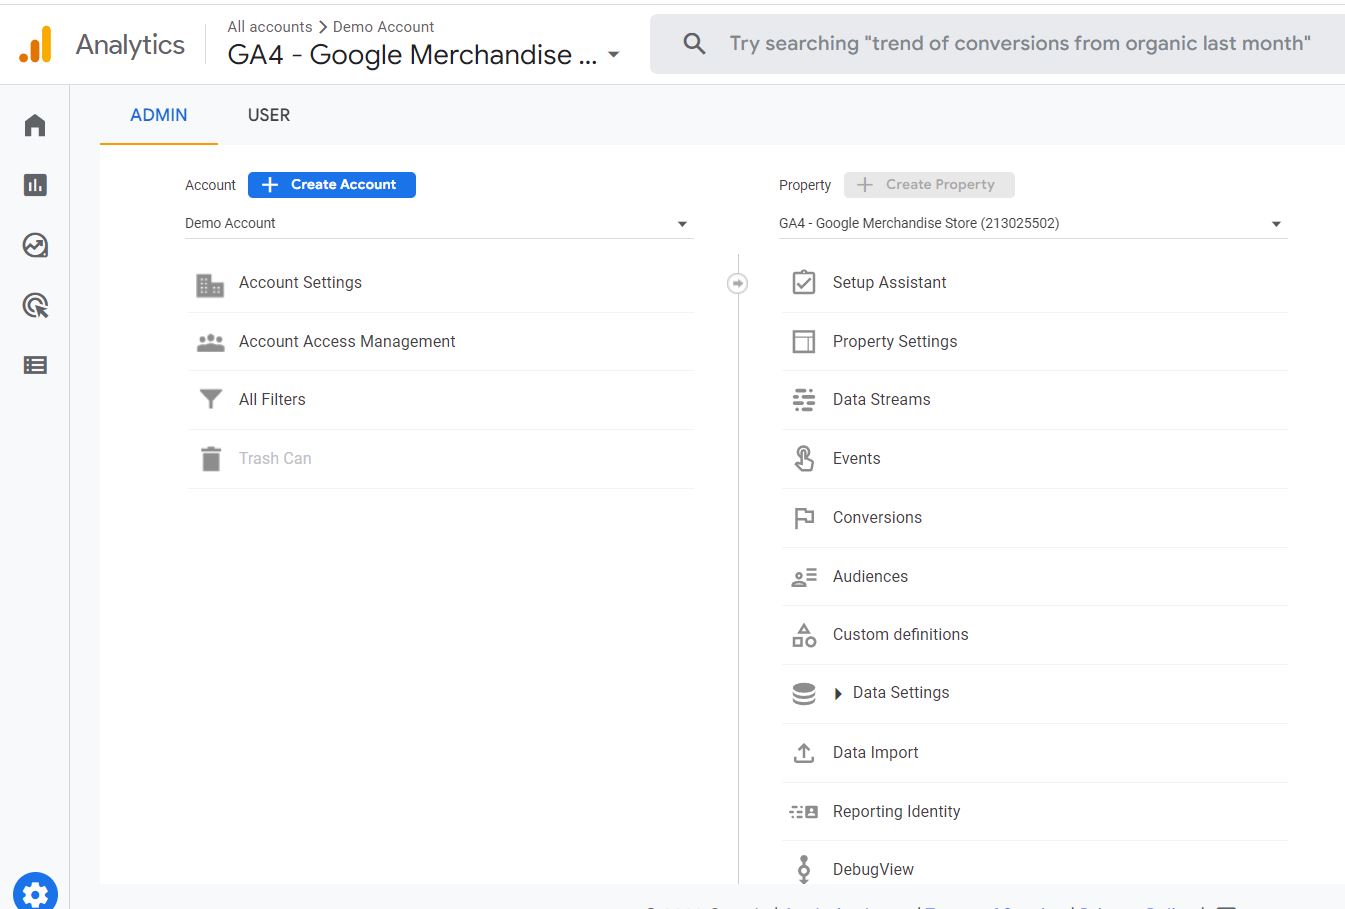 Analytics
All accounts > Demo Account
GA4 - Google Merchandise ...
Try searching "trend of conversions from organic last month"
ADMIN
USER
Account
+ Create Account
Demo Account
Account Settings
Account Access Management
All Filters
Trash Can
Property
+ Create Property
GA4 - Google Merchandise Store (213025502)
Setup Assistant
Property Settings
Data Streams
Events
Conversions
Audiences
Custom definitions
Data Settings
Data Import
Reporting Identity
DebugView